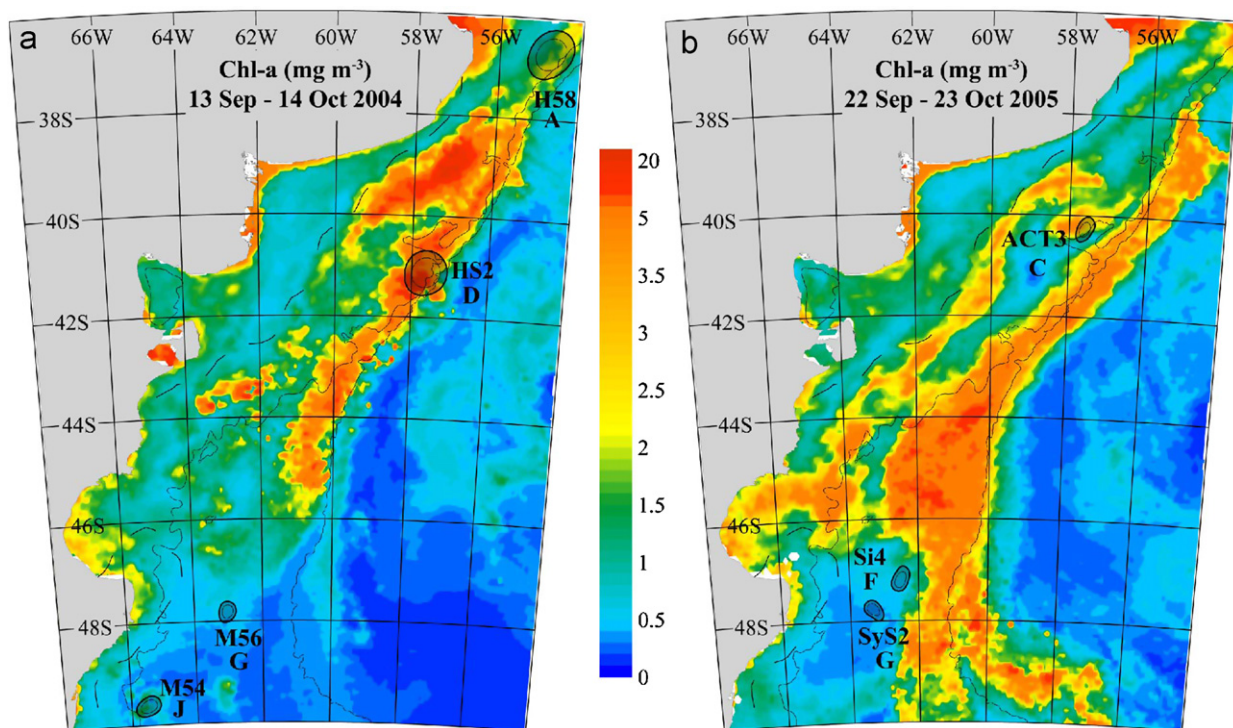 a
66W 64W 62W 60W 58W 56W
Chl-a (mg m-3)
13 Sep - 14 Oct 2004
H58
A
38S
40S
HS2
D
42S
44S
46S
M56
G
48S
M54
J
20
5
3.5
3
2.5
2
1.5
1
0.5
0
b
66W 64W 62W 60W 58W 56W
Chl-a (mg m-3)
22 Sep - 23 Oct 2005
38S
40S
ACT3
C
42S
44S
46S
Si4
F
48S
SyS2
G